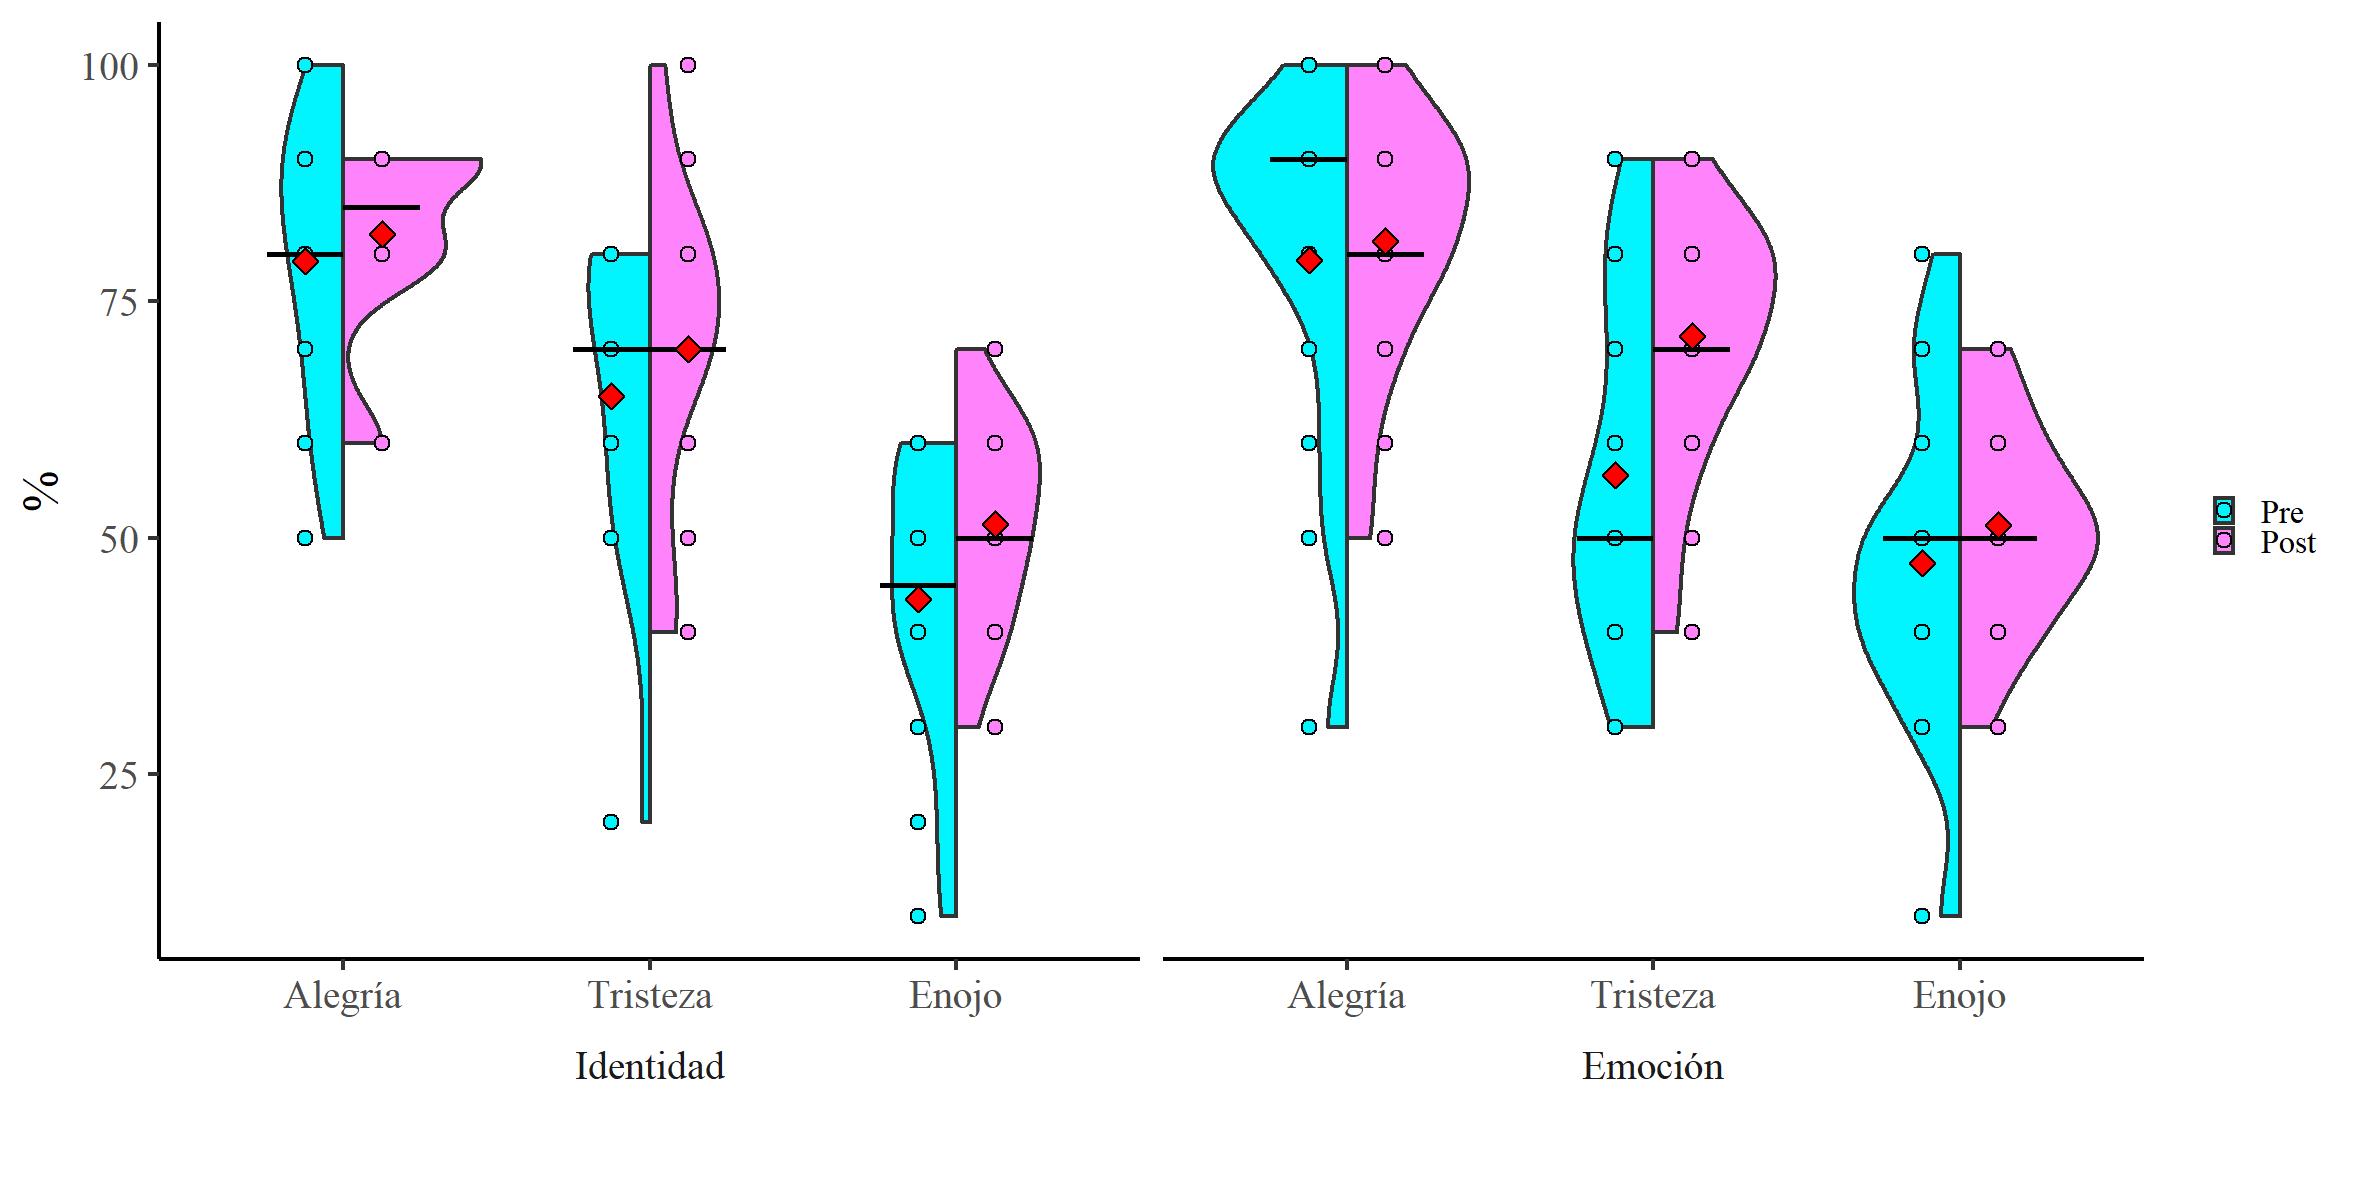 100
75
50
25
%
Alegría Tristeza Enojo Alegría Tristeza Enojo
Identidad Emoción
Pre
Post